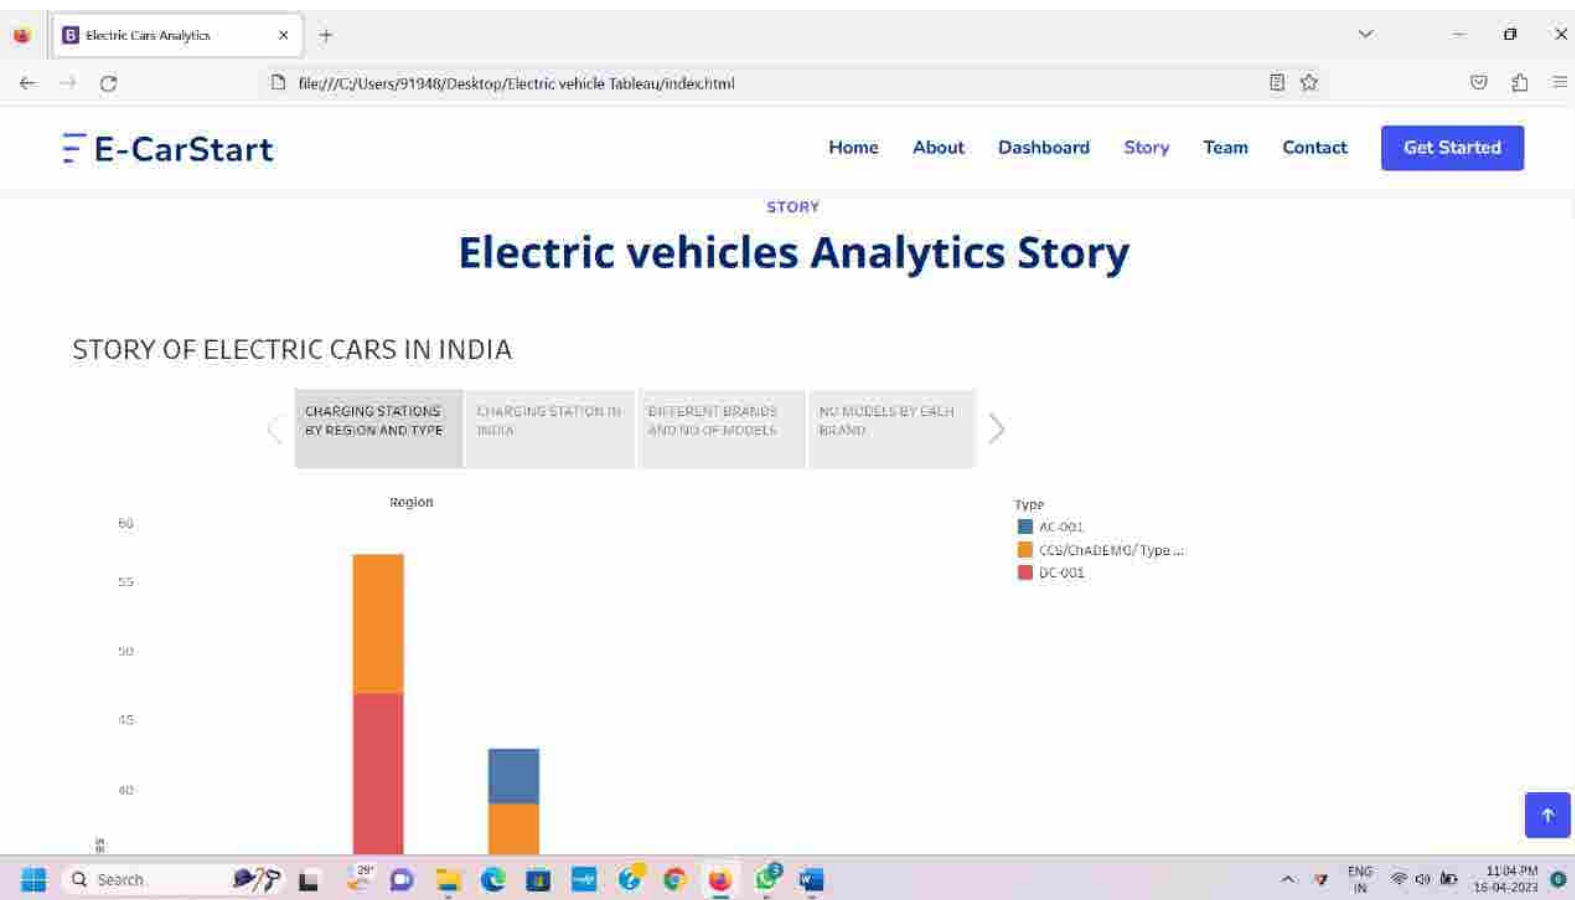 Electric Cars Analytics
file:///C:/Users/91948/Desktop/Electric vehicle Tableau/index.html
E-CarStart
Home About Dashboard Story Team Contact Get Started
STORY
Electric vehicles Analytics Story
STORY OF ELECTRIC CARS IN INDIA
CHARGING STATIONS BY REGION AND TYPE
CHARGING STATION IN INDIA
DIFFERENT BRANDS AND NO OF MODELS
NO MODELS BY EACH BRAND
Region
60
55
50
45
40
Type
AC-001
CCS/CHAdeMO/ Type ...
DC-001
Search
29°
3
ENG
IN
11:04 PM
16-04-2023
6